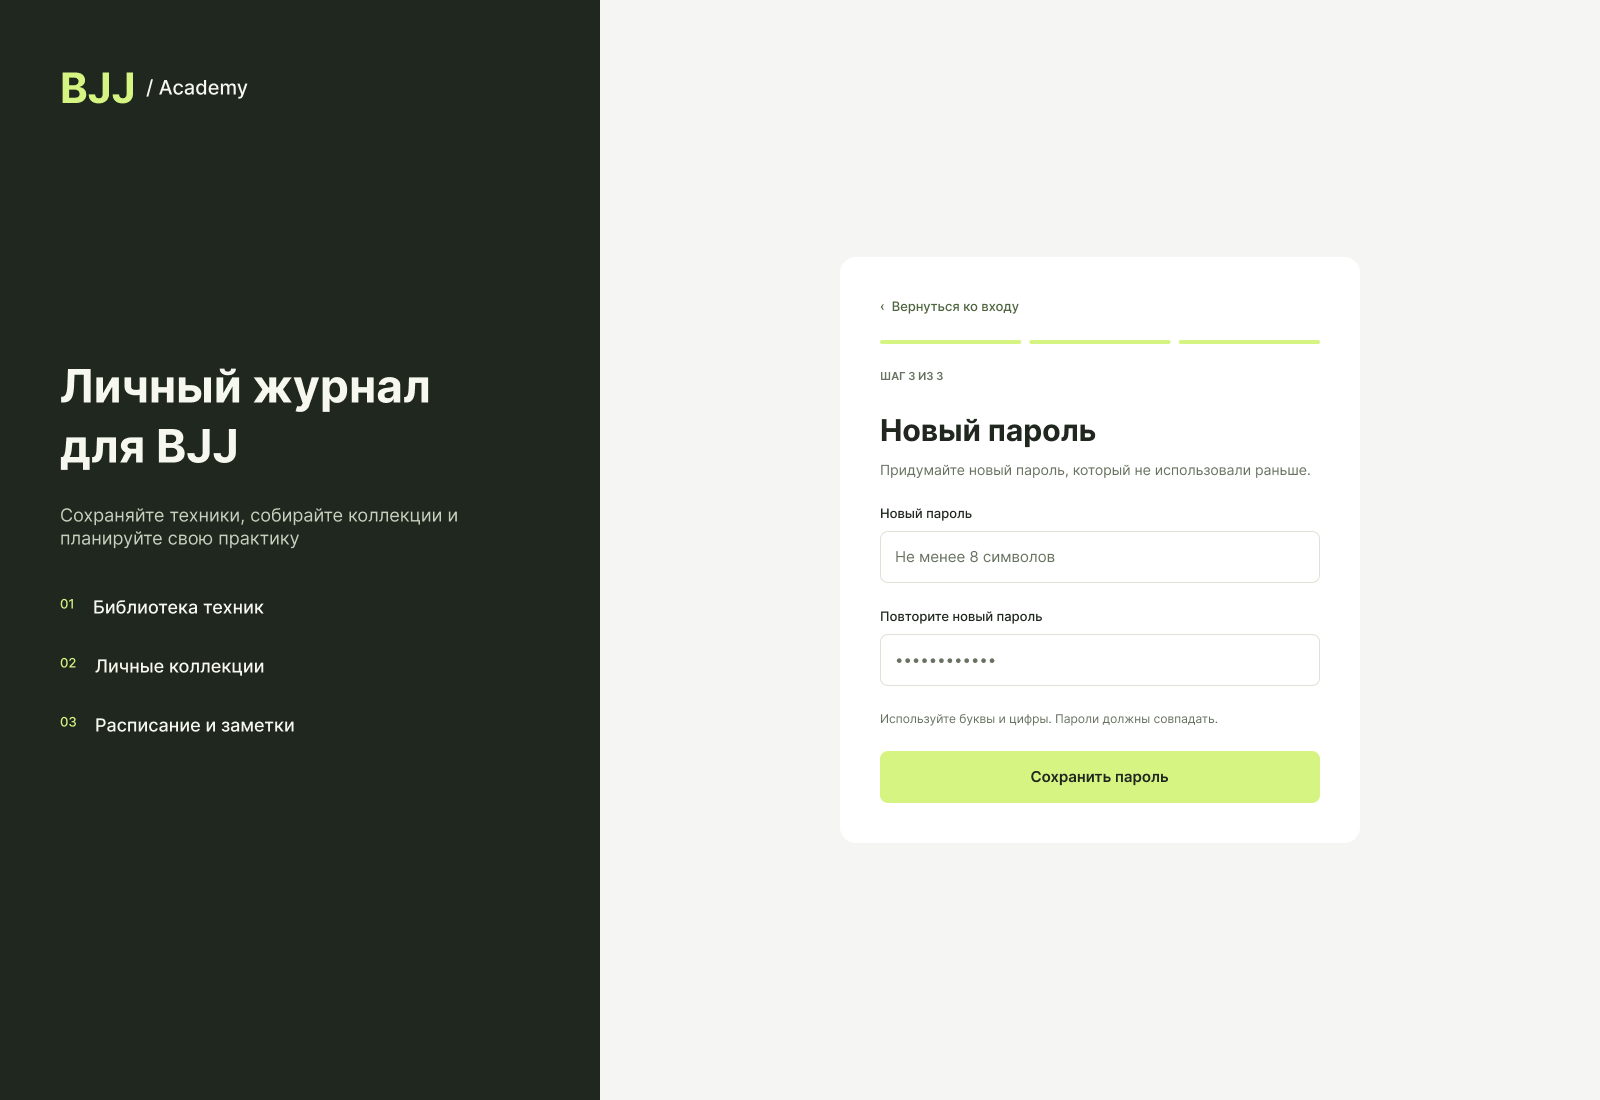 BJJ / Academy
Личный журнал
для BJJ
Сохраняйте техники, собирайте коллекции и
планируйте свою практику
01 Библиотека техник
02 Личные коллекции
03 Расписание и заметки
‹ Вернуться ко входу
ШАГ 3 ИЗ 3
Новый пароль
Придумайте новый пароль, который не использовали раньше.
Новый пароль
Не менее 8 символов
Повторите новый пароль
••••••••••••
Используйте буквы и цифры. Пароли должны совпадать.
Сохранить пароль